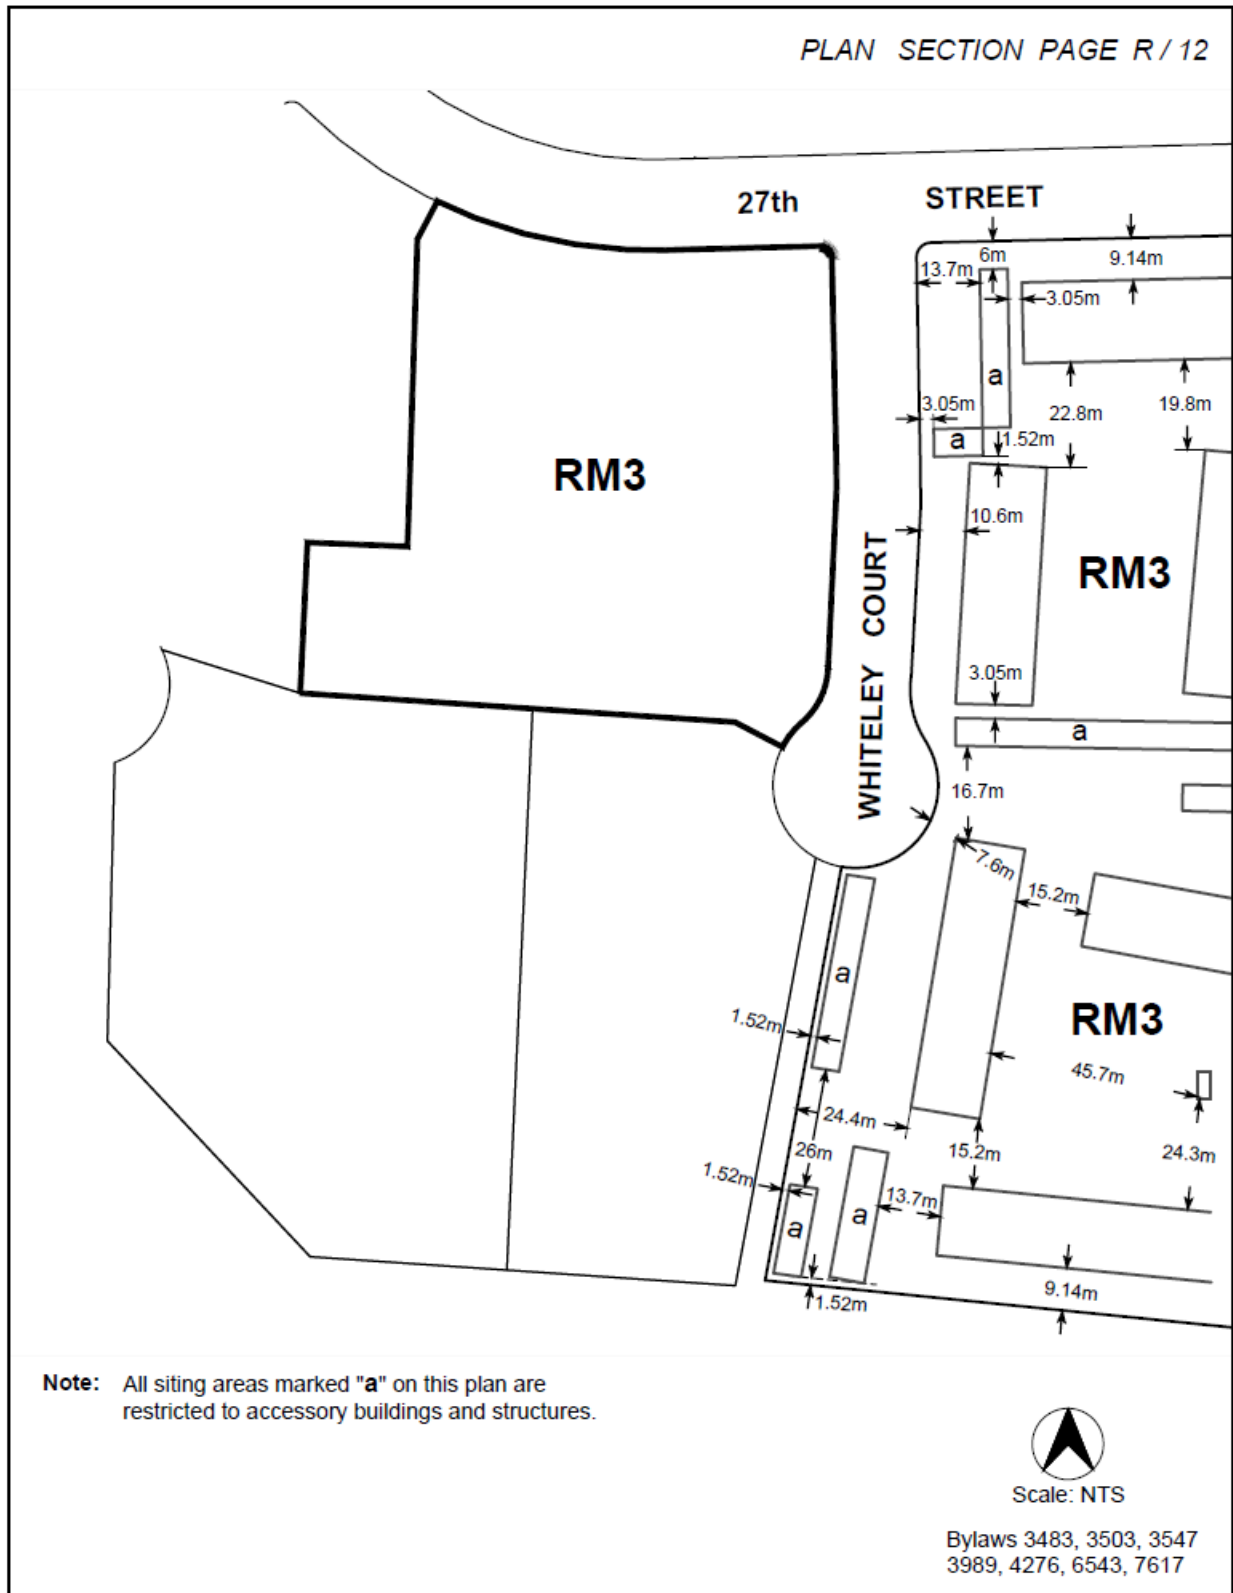 PLAN SECTION PAGE R / 12
27th STREET
6m
9.14m
13.7m
3.05m
a
3.05m
22.8m
19.8m
a
1.52m
RM3
10.6m
RM3
WHITELEY COURT
3.05m
a
16.7m
7.6m
15.2m
a
1.52m
RM3
45.7m
24.4m
26m
15.2m
24.3m
1.52m
13.7m
a
a
9.14m
1.52m
Note: All siting areas marked "a" on this plan are
restricted to accessory buildings and structures.
Scale: NTS
Bylaws 3483, 3503, 3547
3989, 4276, 6543, 7617